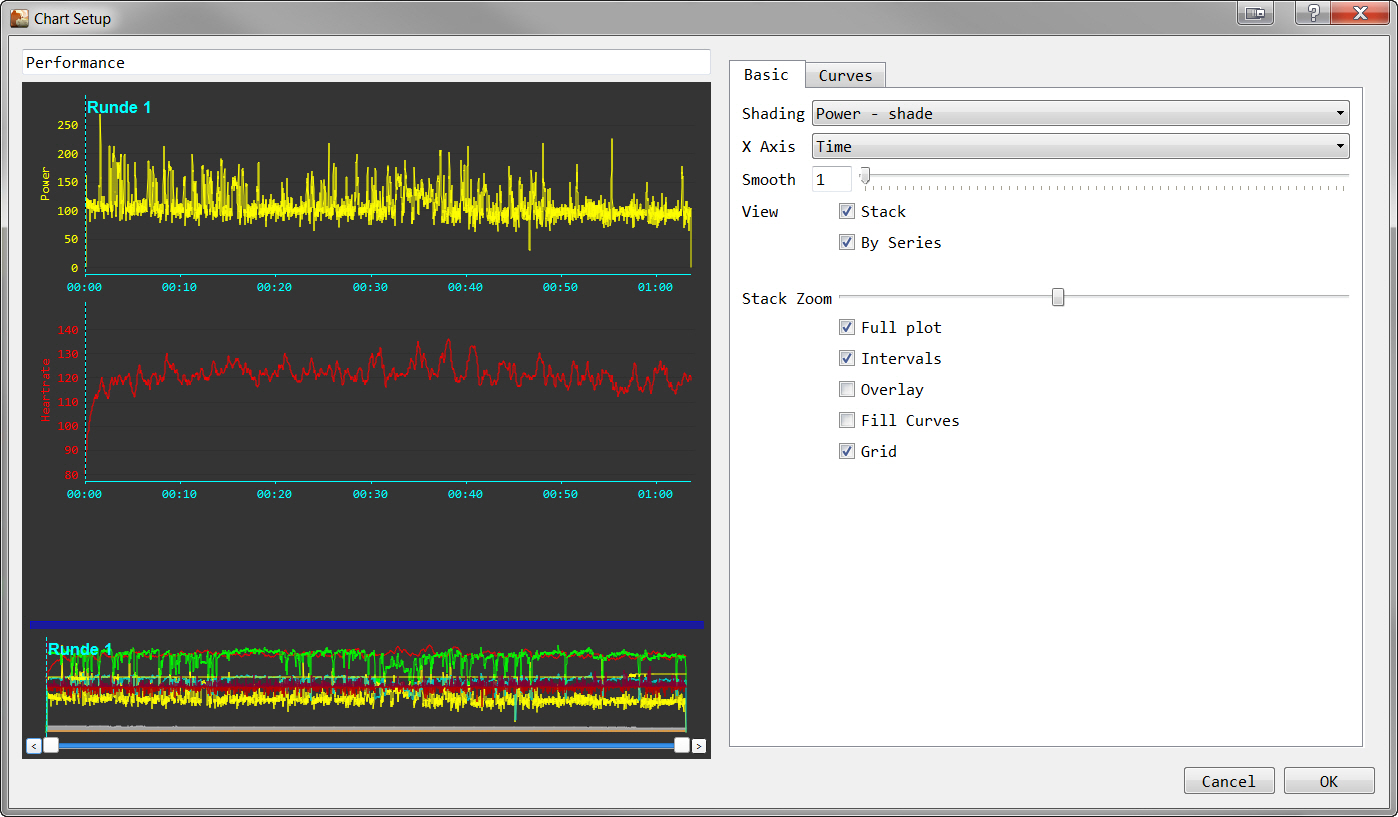 Chart Setup
Performance
Runde 1
250
200
150
100
50
0
Power
00:00 00:10 00:20 00:30 00:40 00:50 01:00
140
130
120
110
100
90
80
Heartrate
00:00 00:10 00:20 00:30 00:40 00:50 01:00
Runde 1
< >
Basic Curves
Shading Power - shade
X Axis Time
Smooth 1
View Stack
By Series
Stack Zoom
Full plot
Intervals
Overlay
Fill Curves
Grid
Cancel OK